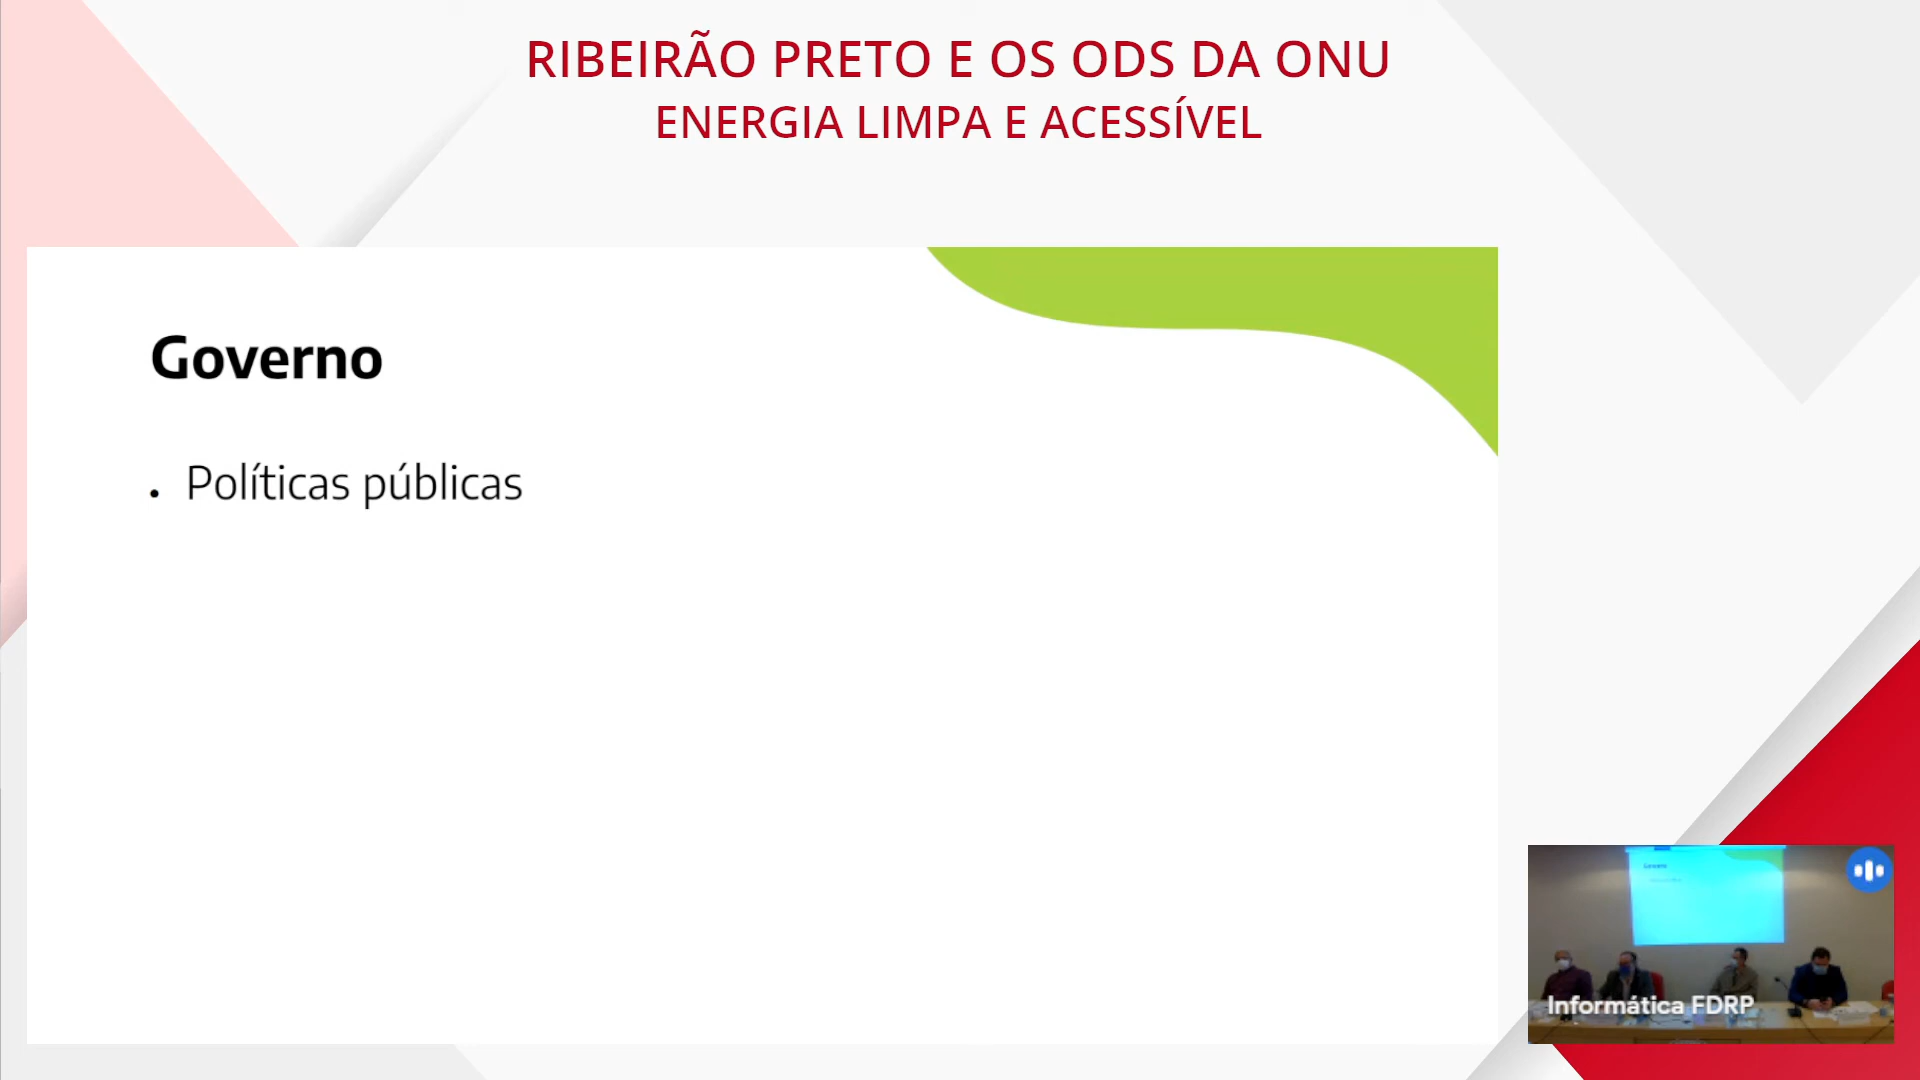 RIBEIRÃO PRETO E OS ODS DA ONU
ENERGIA LIMPA E ACESSÍVEL
Governo
• Políticas públicas
Informática FDRP